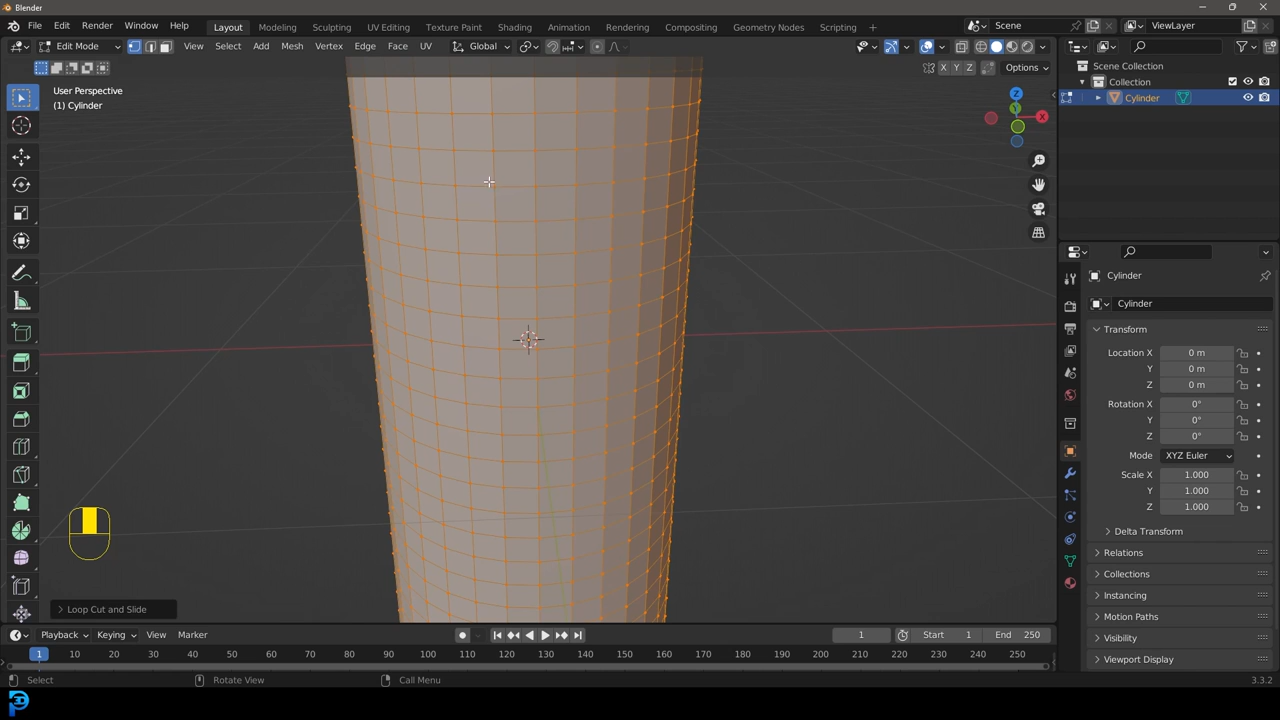 Blender
File Edit Render Window Help Layout Modeling Sculpting UV Editing Texture Paint Shading Animation Rendering Compositing Geometry Nodes Scripting + Scene ViewLayer
Edit Mode View Select Add Mesh Vertex Edge Face UV Global
X Y Z Options
User Perspective
(1) Cylinder
Z
Y
X
Loop Cut and Slide
Scene Collection
Collection
Cylinder
Cylinder
Cylinder
Transform
Location X 0 m
Y 0 m
Z 0 m
Rotation X 0°
Y 0°
Z 0°
Mode XYZ Euler
Scale X 1.000
Y 1.000
Z 1.000
Delta Transform
Relations
Collections
Instancing
Motion Paths
Visibility
Viewport Display
Playback Keying View Marker 1 Start 1 End 250
1 10 20 30 40 50 60 70 80 90 100 110 120 130 140 150 160 170 180 190 200 210 220 230 240 250
Select Rotate View Call Menu 3.3.2